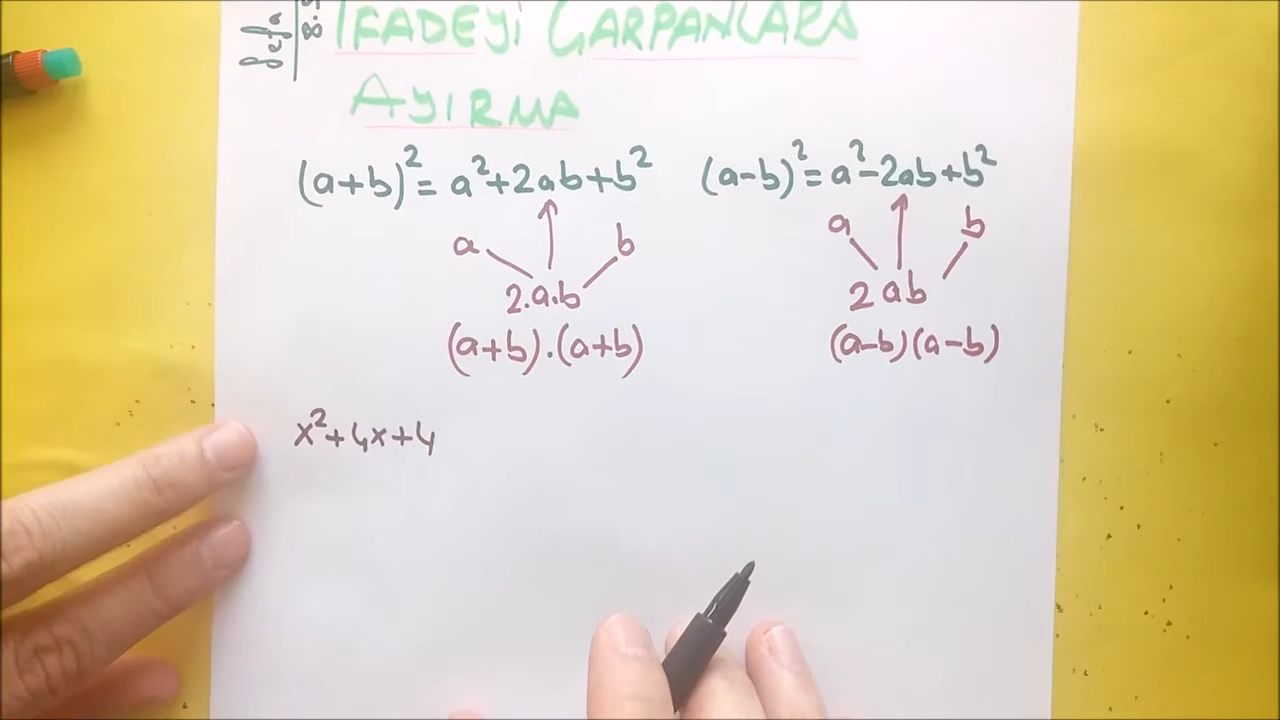 İFADEYİ ÇARPANLARA
AYIRMA
(a+b)²=a²+2ab+b²
a b
2.a.b
(a+b).(a+b)
(a-b)²=a²-2ab+b²
a b
2ab
(a-b)(a-b)
x²+4x+4